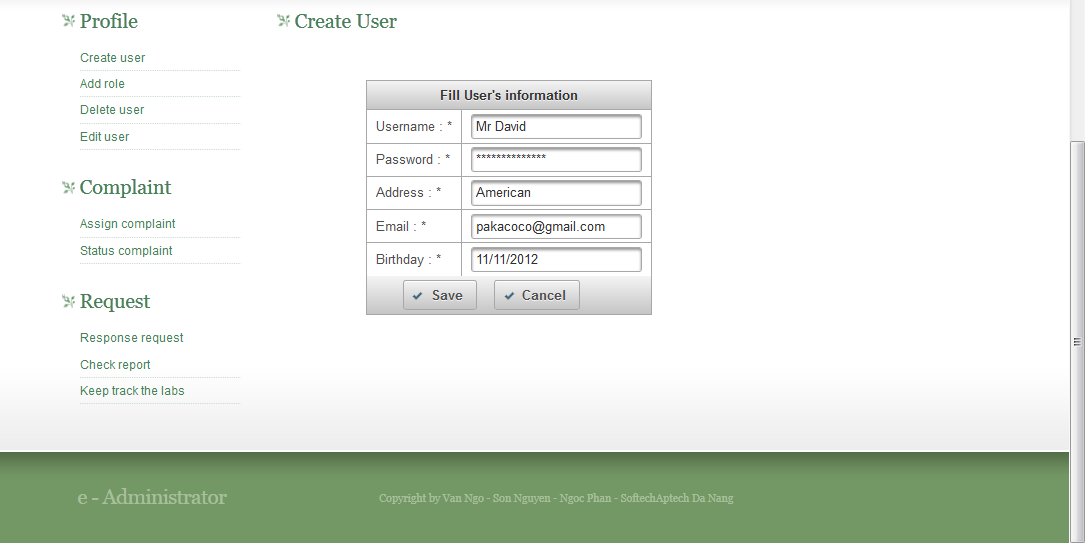 Profile
Create user
Add role
Delete user
Edit user
Complaint
Assign complaint
Status complaint
Request
Response request
Check report
Keep track the labs
Create User
Fill User's information
Username : * Mr David
Password : * **************
Address : * American
Email : * pakacoco@gmail.com
Birthday : * 11/11/2012
Save Cancel
e - Administrator
Copyright by Van Ngo - Son Nguyen - Ngoc Phan - SoftechAptech Da Nang